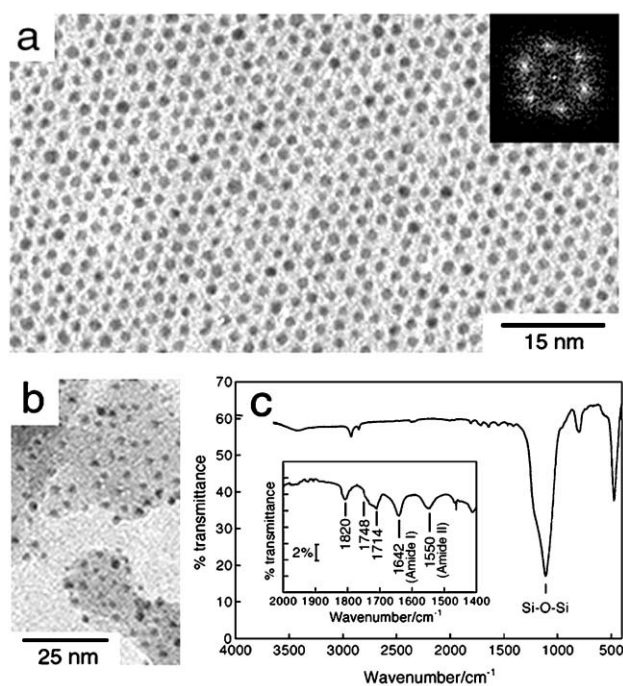 a
15 nm
b
25 nm
c
% transmittance
70
60
50
40
30
20
10
0
4000 3500 3000 2500 2000 1500 1000 500
Wavenumber/cm-1
Si-O-Si
% transmittance
2%
1820
1748
1714
1642
(Amide I)
1550
(Amide II)
2000 1900 1800 1700 1600 1500 1400
Wavenumber/cm-1